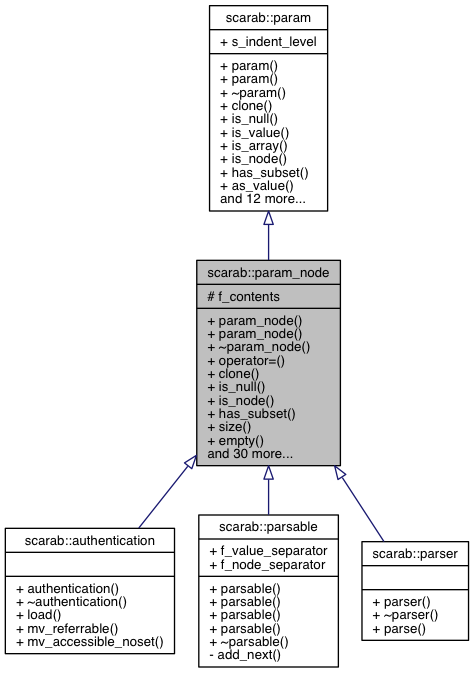 scarab::param
+ s_indent_level
+ param()
+ param()
+ ~param()
+ clone()
+ is_null()
+ is_value()
+ is_array()
+ is_node()
+ has_subset()
+ as_value()
and 12 more...
scarab::param_node
# f_contents
+ param_node()
+ param_node()
+ ~param_node()
+ operator=()
+ clone()
+ is_null()
+ is_node()
+ has_subset()
+ size()
+ empty()
and 30 more...
scarab::authentication
+ authentication()
+ ~authentication()
+ load()
+ mv_referrable()
+ mv_accessible_noset()
scarab::parsable
+ f_value_separator
+ f_node_separator
+ parsable()
+ parsable()
+ parsable()
+ parsable()
+ ~parsable()
- add_next()
scarab::parser
+ parser()
+ ~parser()
+ parse()